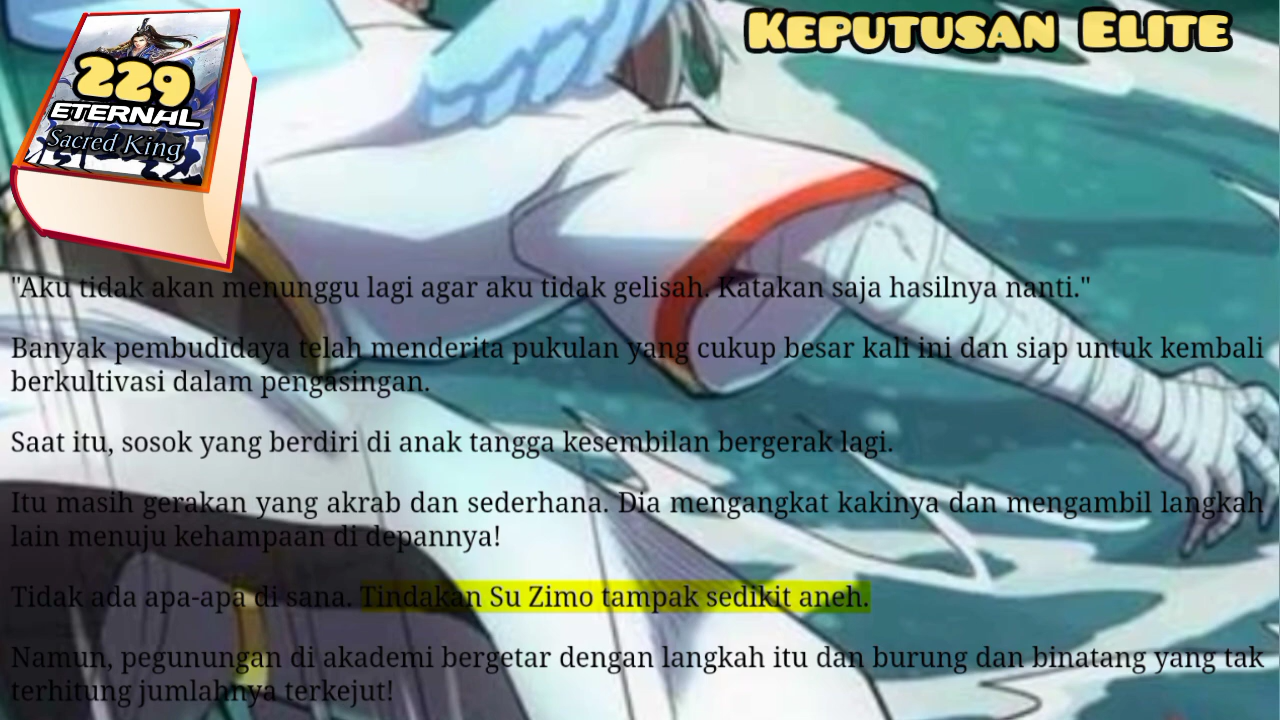 KEPUTUSAN ELITE
229
ETERNAL
Sacred King
"Aku tidak akan menunggu lagi agar aku tidak gelisah. Katakan saja hasilnya nanti."
Banyak pembudidaya telah menderita pukulan yang cukup besar kali ini dan siap untuk kembali
berkultivasi dalam pengasingan.
Saat itu, sosok yang berdiri di anak tangga kesembilan bergerak lagi.
Itu masih gerakan yang akrab dan sederhana. Dia mengangkat kakinya dan mengambil langkah
lain menuju kehampaan di depannya!
Tidak ada apa-apa di sana. Tindakan Su Zimo tampak sedikit aneh.
Namun, pegunungan di akademi bergetar dengan langkah itu dan burung dan binatang yang tak
terhitung jumlahnya terkejut!